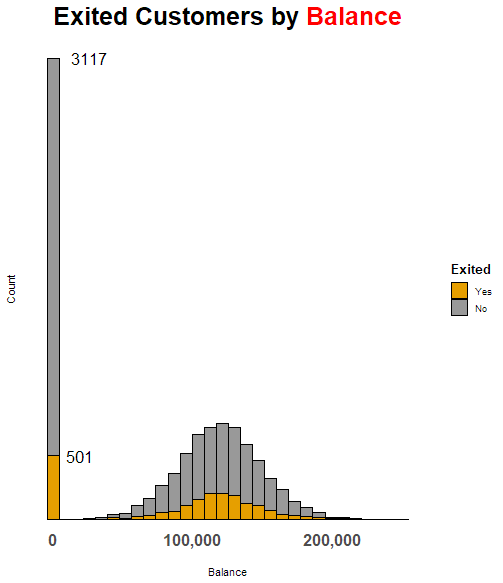 Exited Customers by Balance
3117
Count
Exited
Yes
No
501
0 100,000 200,000
Balance